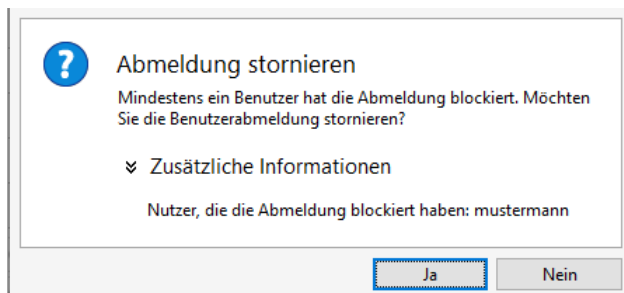 Abmeldung stornieren
Mindestens ein Benutzer hat die Abmeldung blockiert. Möchten
Sie die Benutzerabmeldung stornieren?
Zusätzliche Informationen
Nutzer, die die Abmeldung blockiert haben: mustermann
Ja
Nein